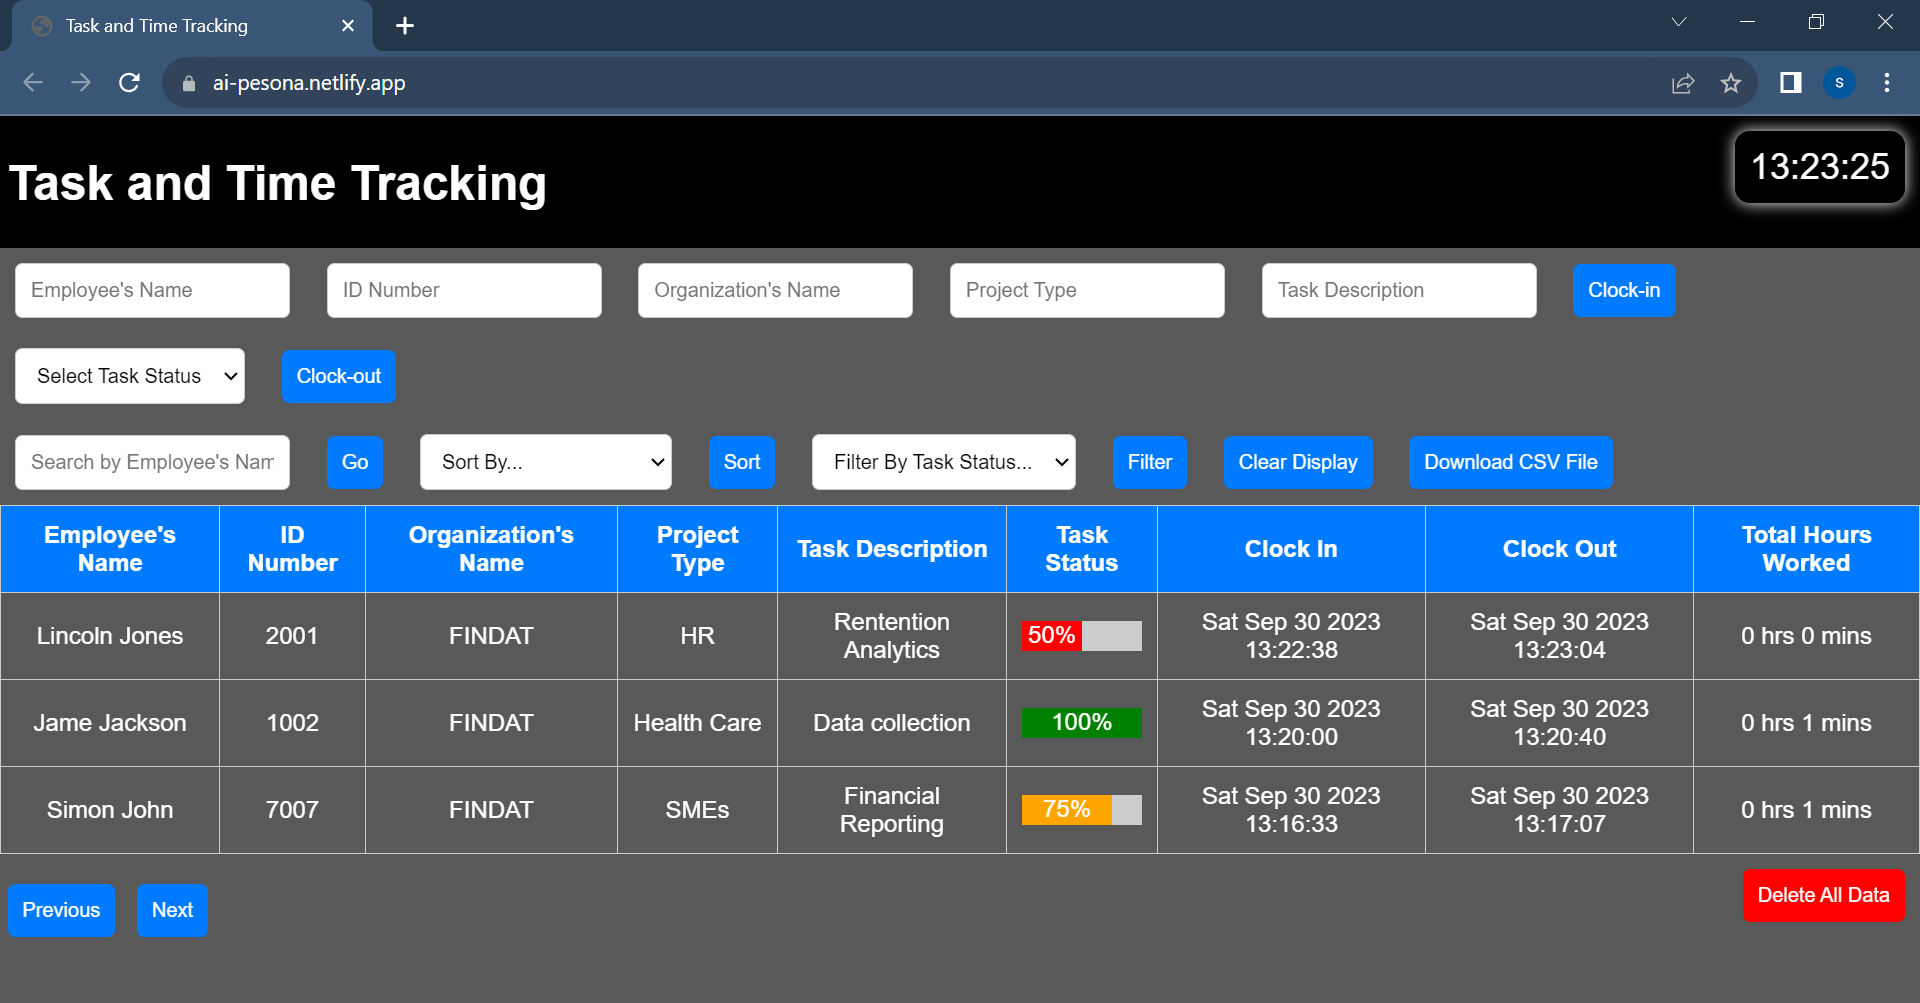 Task and Time Tracking
ai-pesona.netlify.app
S
Task and Time Tracking
13:23:25
Employee's Name
ID Number
Organization's Name
Project Type
Task Description
Clock-in
Select Task Status
Clock-out
Search by Employee's Nam
Go
Sort By...
Sort
Filter By Task Status...
Filter
Clear Display
Download CSV File
Employee's
Name
ID
Number
Organization's
Name
Project
Type
Task Description
Task
Status
Clock In
Clock Out
Total Hours
Worked
Lincoln Jones
2001
FINDAT
HR
Rentention
Analytics
50%
Sat Sep 30 2023
13:22:38
Sat Sep 30 2023
13:23:04
0 hrs 0 mins
Jame Jackson
1002
FINDAT
Health Care
Data collection
100%
Sat Sep 30 2023
13:20:00
Sat Sep 30 2023
13:20:40
0 hrs 1 mins
Simon John
7007
FINDAT
SMEs
Financial
Reporting
75%
Sat Sep 30 2023
13:16:33
Sat Sep 30 2023
13:17:07
0 hrs 1 mins
Previous
Next
Delete All Data